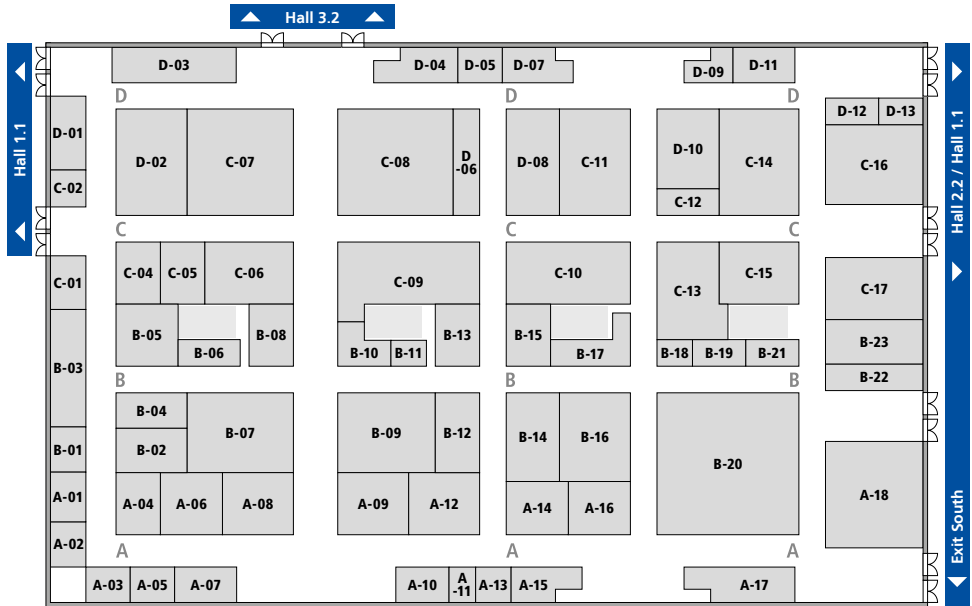 Hall 3.2
Hall 1.1
Hall 2.2 / Hall 1.1
Exit South
D-03
D-04
D-05
D-07
D-09
D-11
D
D
D
D-01
C-02
D-02
C-07
C-08
D
-06
D-08
C-11
D-10
C-12
C-14
D-12
D-13
C-16
C
C
C
C-01
C-04
C-05
C-06
C-09
C-10
C-13
C-15
C-17
B-03
B-05
B-06
B-08
B-10
B-11
B-13
B-15
B-17
B-18
B-19
B-21
B-23
B-22
B
B
B
B-04
B-02
B-07
B-09
B-12
B-14
B-16
B-20
B-01
A-01
A-02
A-04
A-06
A-08
A-09
A-12
A-14
A-16
A-18
A
A
A
A-03
A-05
A-07
A-10
A
-11
A-13
A-15
A-17